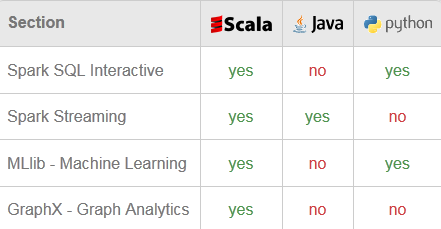 Section Scala Java python
Spark SQL Interactive yes no yes
Spark Streaming yes yes no
MLlib - Machine Learning yes no yes
GraphX - Graph Analytics yes no no